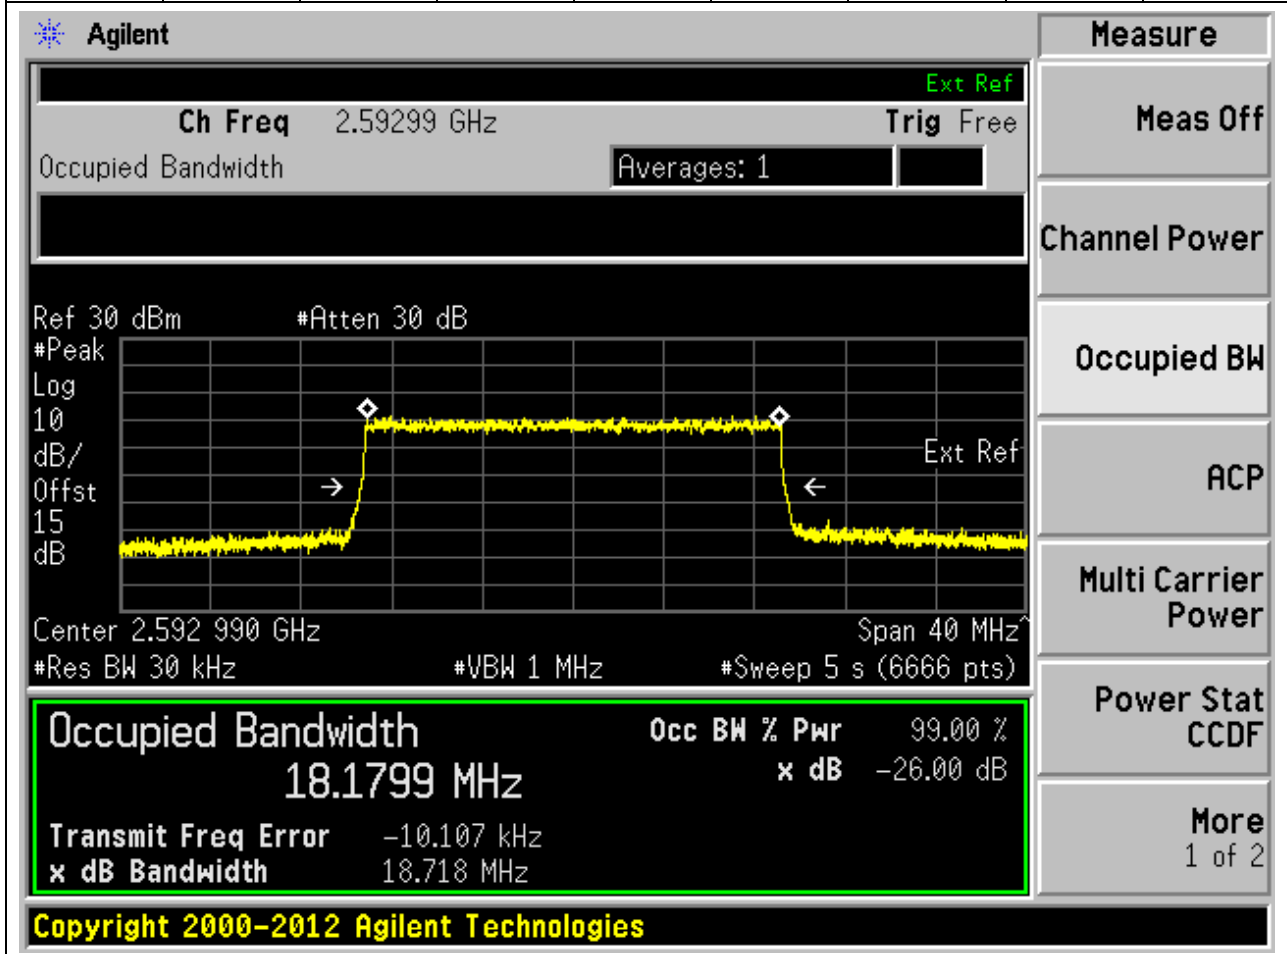 Agilent
Measure
Ext Ref
Ch Freq 2.59299 GHz Trig Free
Occupied Bandwidth Averages: 1
Meas Off
Channel Power
Occupied BW
ACP
Multi Carrier
Power
Power Stat
CCDF
More
1 of 2
Ref 30 dBm #Atten 30 dB
#Peak
Log
10
dB/
Offst
15
dB
Ext Ref
Center 2.592 990 GHz Span 40 MHz^
#Res BW 30 kHz #VBW 1 MHz #Sweep 5 s (6666 pts)
Occupied Bandwidth Occ BW % Pwr 99.00 %
18.1799 MHz x dB -26.00 dB
Transmit Freq Error -10.107 kHz
x dB Bandwidth 18.718 MHz
Copyright 2000-2012 Agilent Technologies